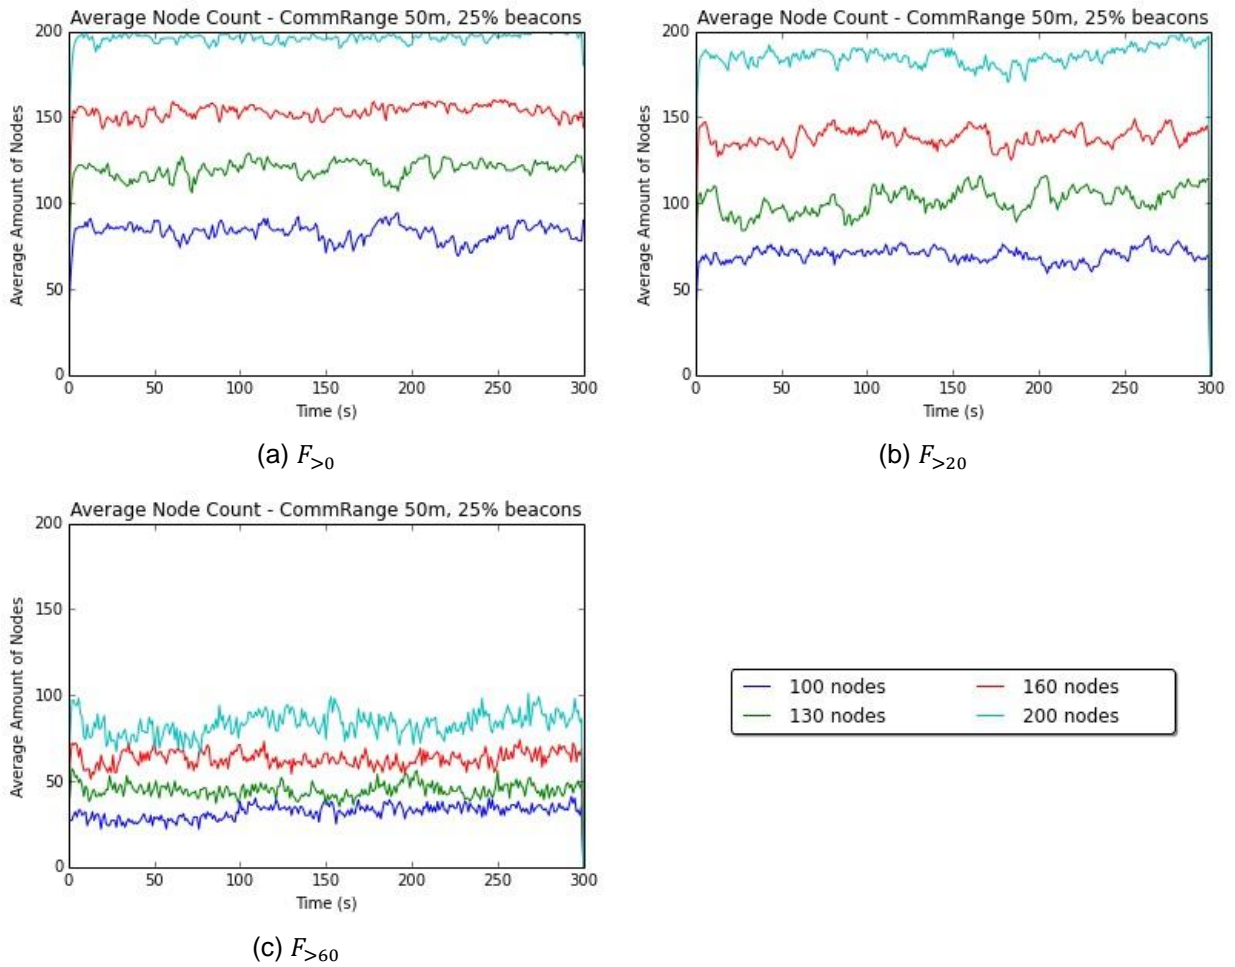 Average Node Count - CommRange 50m, 25% beacons
200
150
100
50
0
Average Amount of Nodes
0 50 100 150 200 250 300
Time (s)
(a) F>0
Average Node Count - CommRange 50m, 25% beacons
200
150
100
50
0
Average Amount of Nodes
0 50 100 150 200 250 300
Time (s)
(b) F>20
Average Node Count - CommRange 50m, 25% beacons
200
150
100
50
0
Average Amount of Nodes
0 50 100 150 200 250 300
Time (s)
(c) F>60
100 nodes 160 nodes
130 nodes 200 nodes